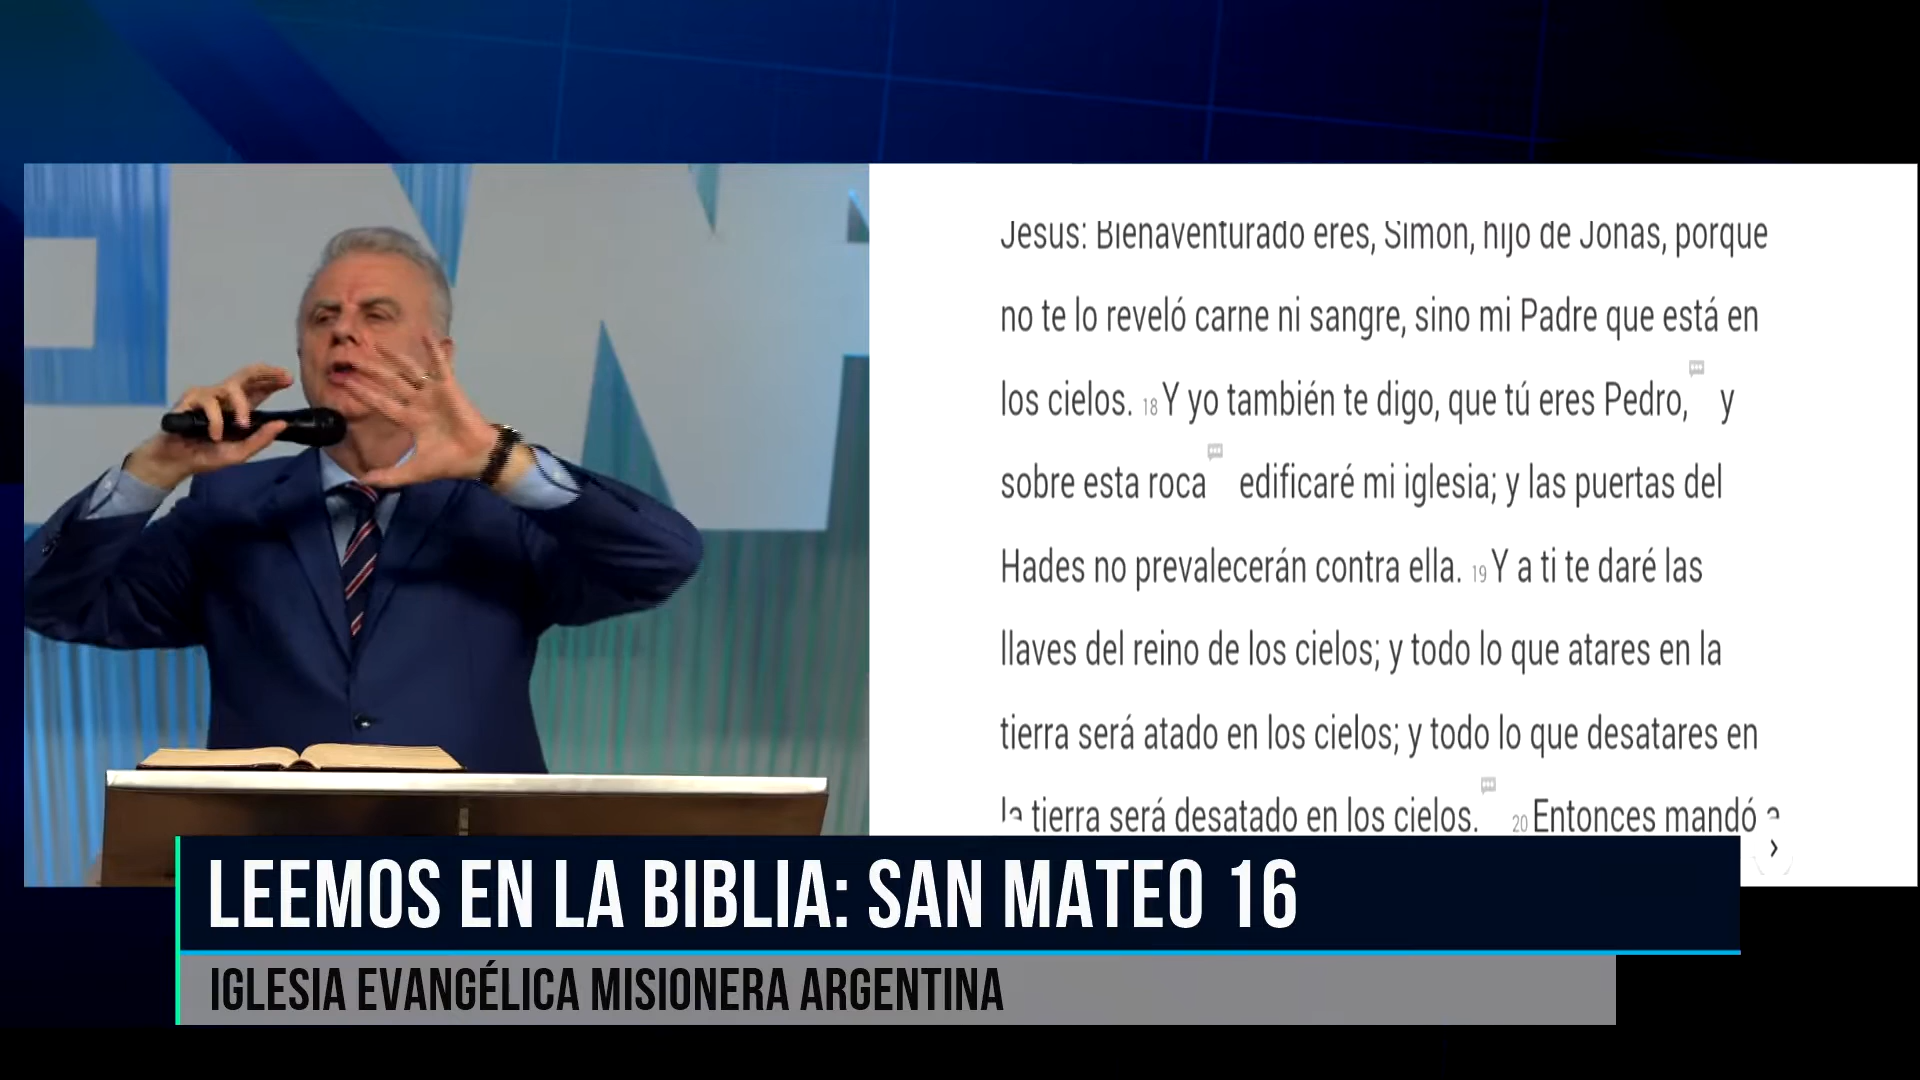 Jesús: Bienaventurado eres, Simón, hijo de Jonás, porque
no te lo reveló carne ni sangre, sino mi Padre que está en
los cielos. 18 Y yo también te digo, que tú eres Pedro, y
sobre esta roca edificaré mi iglesia; y las puertas del
Hades no prevalecerán contra ella. 19 Y a ti te daré las
llaves del reino de los cielos; y todo lo que atares en la
tierra será atado en los cielos; y todo lo que desatares en
la tierra será desatado en los cielos. 20 Entonces mandó a
LEEMOS EN LA BIBLIA: SAN MATEO 16
IGLESIA EVANGÉLICA MISIONERA ARGENTINA